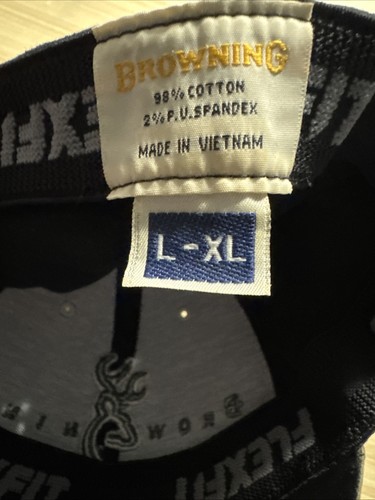 BROWNING
98% COTTON
2% P.U.SPANDEX
MADE IN VIETNAM
L-XL
FLEXFIT